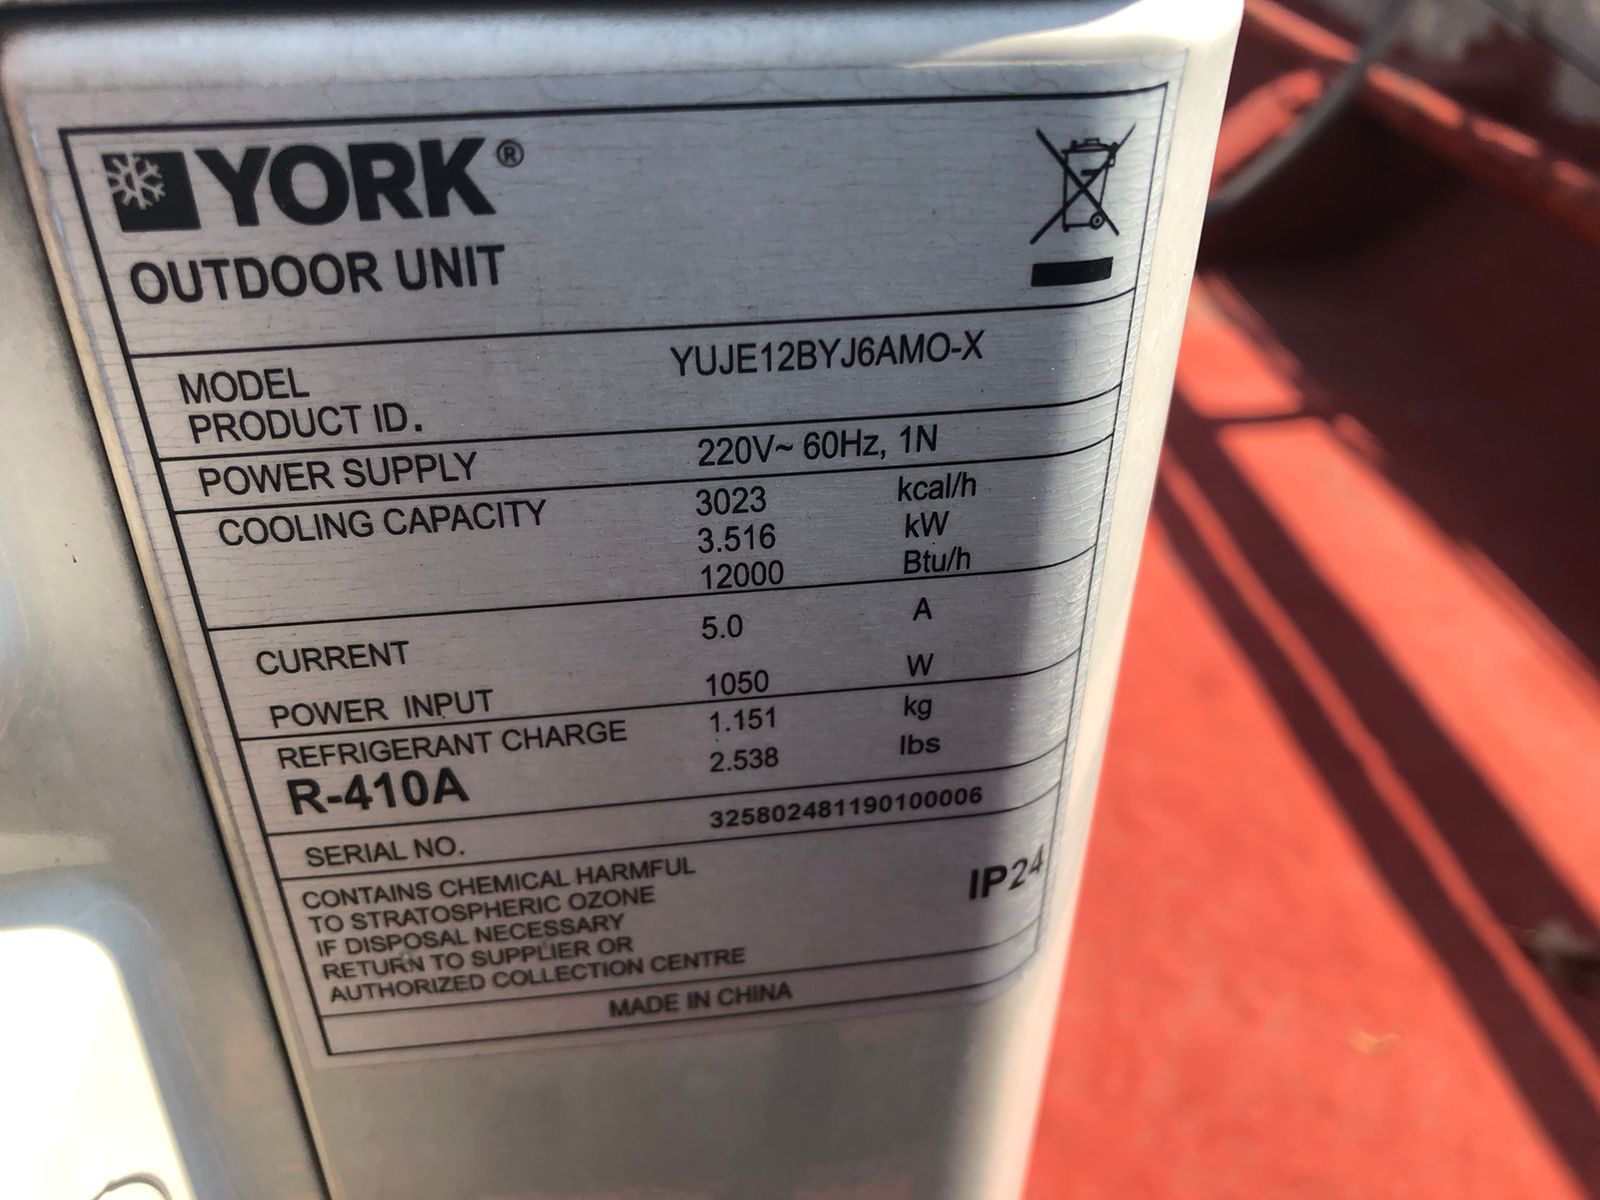 YORK®
OUTDOOR UNIT
MODEL YUJE12BYJ6AMO-X
PRODUCT ID.
POWER SUPPLY 220V~ 60Hz, 1N
COOLING CAPACITY 3023 kcal/h
3.516 kW
12000 Btu/h
CURRENT 5.0 A
POWER INPUT 1050 W
REFRIGERANT CHARGE 1.151 kg
R-410A 2.538 lbs
SERIAL NO. 325802481190100006
CONTAINS CHEMICAL HARMFUL
TO STRATOSPHERIC OZONE
IF DISPOSAL NECESSARY
RETURN TO SUPPLIER OR
AUTHORIZED COLLECTION CENTRE
IP24
MADE IN CHINA